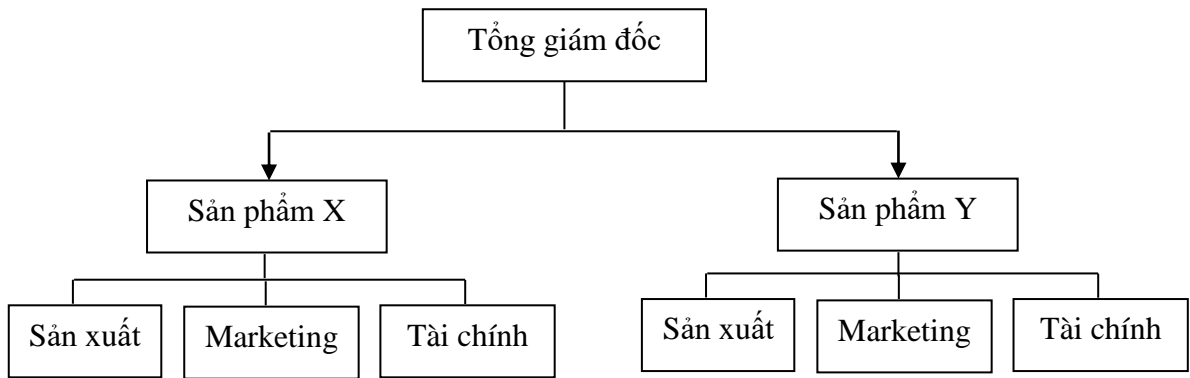 Tổng giám đốc
Sản phẩm X
Sản phẩm Y
Sản xuất
Marketing
Tài chính
Sản xuất
Marketing
Tài chính